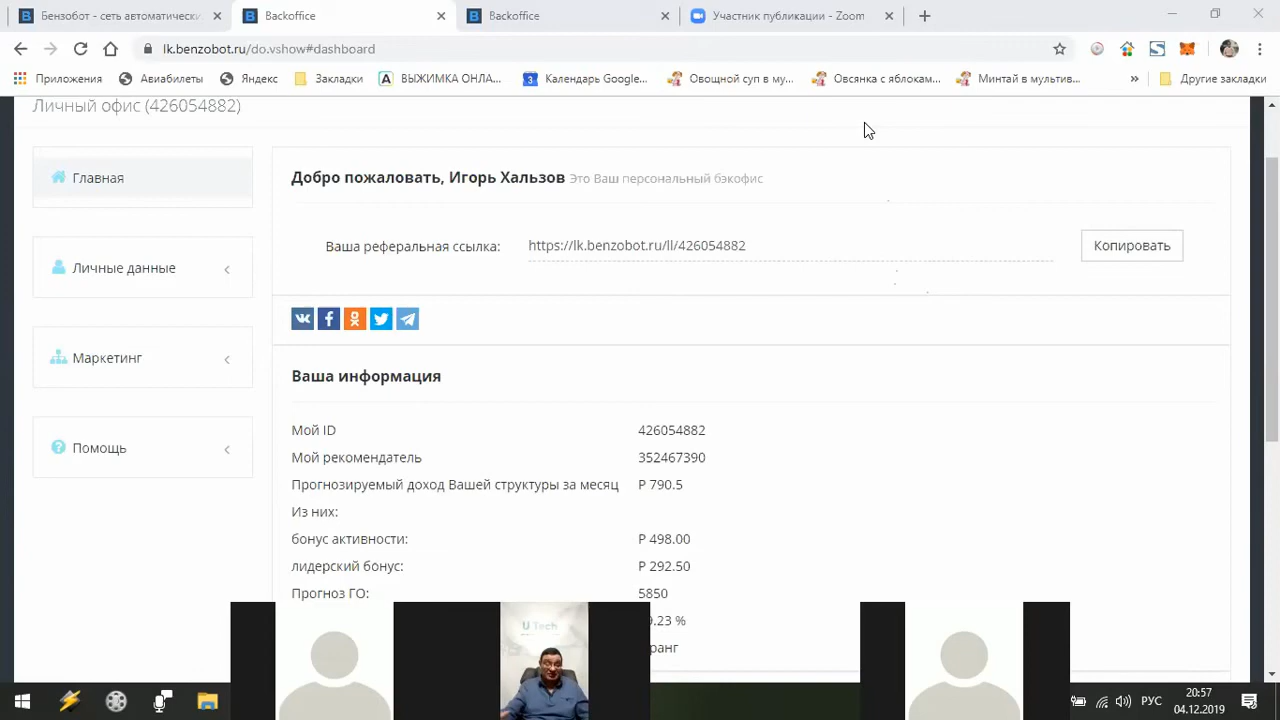 Бензобот - сеть автоматически
Backoffice
Backoffice
Участник публикации - Zoom
lk.benzobot.ru/do.vshow#dashboard
Приложения
Авиабилеты
Яндекс
Закладки
ВЫЖИМКА ОНЛА...
Календарь Google...
Овощной суп в му...
Овсянка с яблокам...
Минтай в мультив...
»
Другие закладки
Личный офис (426054882)
Главная
Личные данные
Маркетинг
Помощь
Добро пожаловать, Игорь Хальзов Это Ваш персональный бэкофис
Ваша реферальная ссылка:
https://lk.benzobot.ru/ll/426054882
Копировать
Ваша информация
Мой ID 426054882
Мой рекомендатель 352467390
Прогнозируемый доход Вашей структуры за месяц Р 790.5
Из них:
бонус активности: Р 498.00
лидерский бонус: Р 292.50
Прогноз ГО: 5850
9.23 %
ранг
U Tech
РУС
20:57
04.12.2019